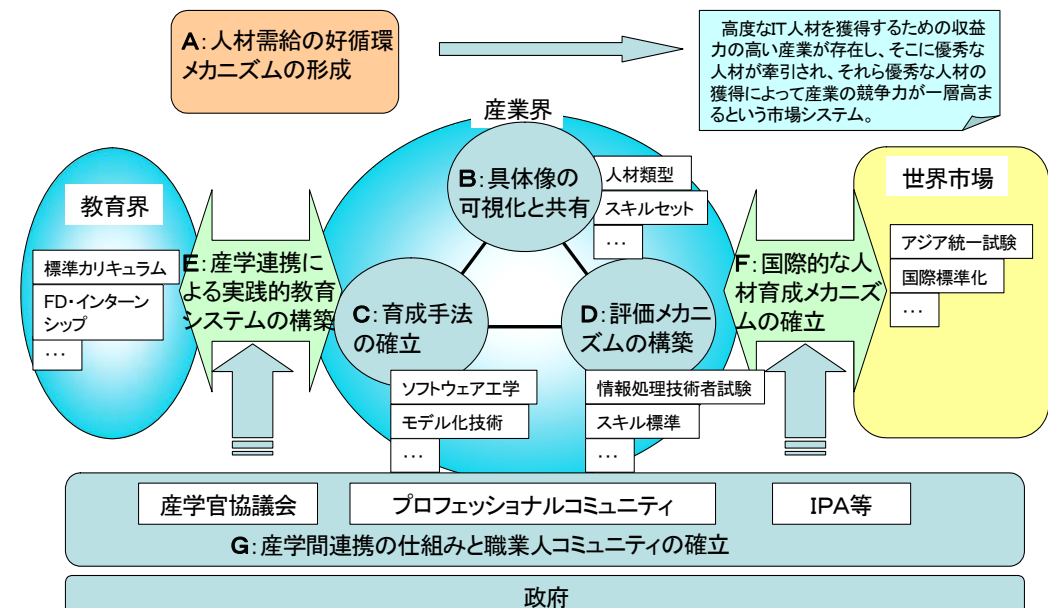 A：人材需給の好循環
メカニズムの形成
高度なIT人材を獲得するための収益
力の高い産業が存在し、そこに優秀な
人材が牽引され、それら優秀な人材の
獲得によって産業の競争力が一層高ま
るという市場システム。
産業界
B：具体像の
可視化と共有
人材類型
スキルセット
…
教育界
標準カリキュラム
FD・インターン
シップ
…
E：産学連携に
よる実践的教育
システムの構築
C：育成手法
の確立
ソフトウェア工学
モデル化技術
…
D：評価メカニ
ズムの構築
情報処理技術者試験
スキル標準
…
F：国際的な人
材育成メカニズ
ムの確立
世界市場
アジア統一試験
国際標準化
…
産学官協議会
プロフェッショナルコミュニティ
IPA等
G：産学間連携の仕組みと職業人コミュニティの確立
政府